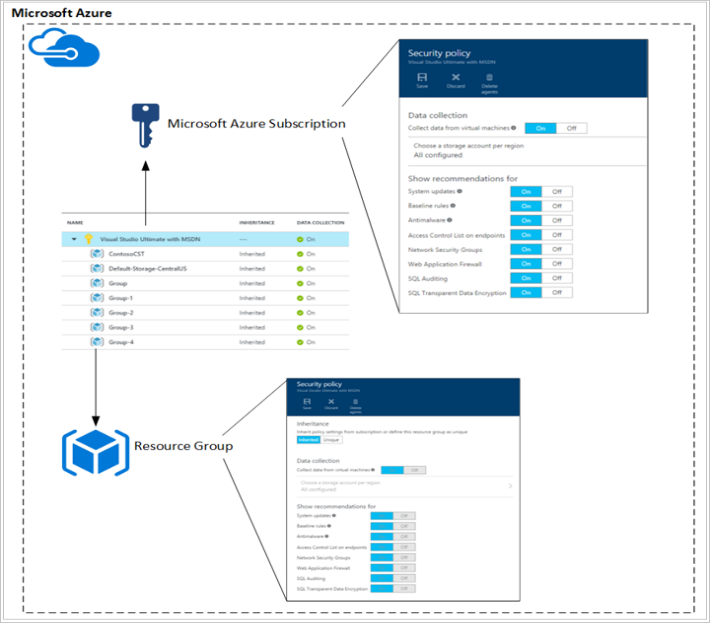 Microsoft Azure
Security policy
Visual Studio Ultimate with MSDN
Save Discard Delete
agents
Data collection
Collect data from virtual machines On Off
Choose a storage account per region
All configured
Show recommendations for
System updates On Off
Baseline rules On Off
Antimalware On Off
Access Control List on endpoints On Off
Network Security Groups On Off
Web Application Firewall On Off
SQL Auditing On Off
SQL Transparent Data Encryption On Off
Microsoft Azure Subscription
NAME INHERITANCE DATA COLLECTION
Visual Studio Ultimate with MSDN --- On
ContosoCST Inherited On
Default-Storage-CentralUS Inherited On
Group Inherited On
Group-1 Inherited On
Group-2 Inherited On
Group-3 Inherited On
Group-4 Inherited On
Resource Group
Security policy
Visual Studio Ultimate with MSDN
Save Discard Delete
agents
Inheritance
Inherit policy settings from subscription or define this resource group as unique
Inherited Unique
Data collection
Collect data from virtual machines Off
Choose a storage account per region
All configured
Show recommendations for
System updates Off
Baseline rules Off
Antimalware Off
Access Control List on endpoints Off
Network Security Groups Off
Web Application Firewall Off
SQL Auditing Off
SQL Transparent Data Encryption Off